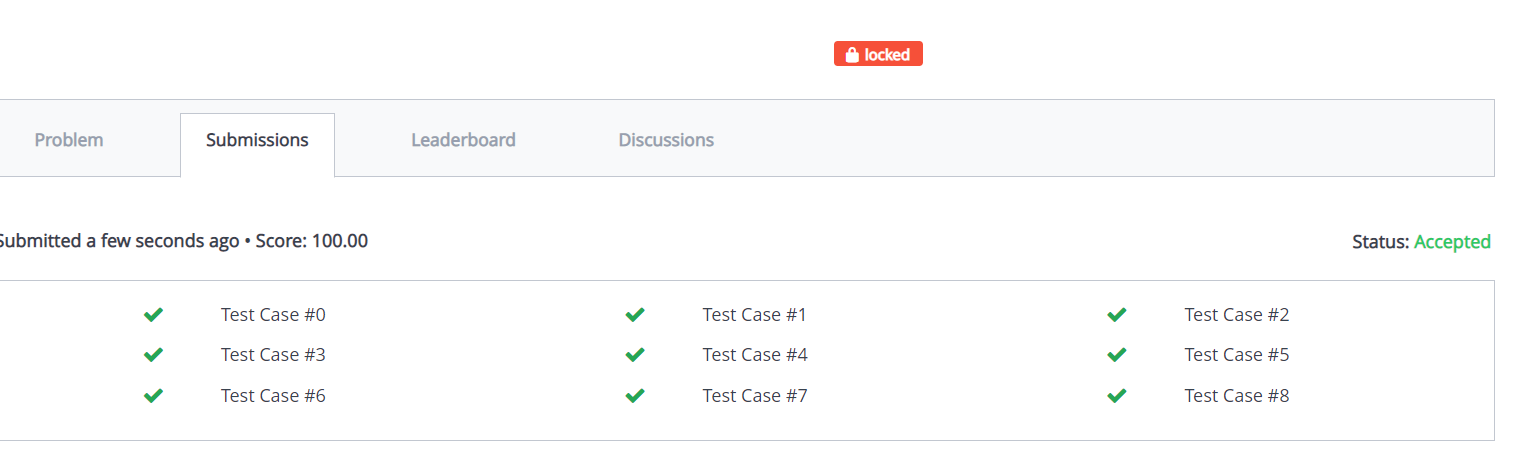 locked
Problem Submissions Leaderboard Discussions
Submitted a few seconds ago • Score: 100.00 Status: Accepted
Test Case #0 Test Case #1 Test Case #2
Test Case #3 Test Case #4 Test Case #5
Test Case #6 Test Case #7 Test Case #8